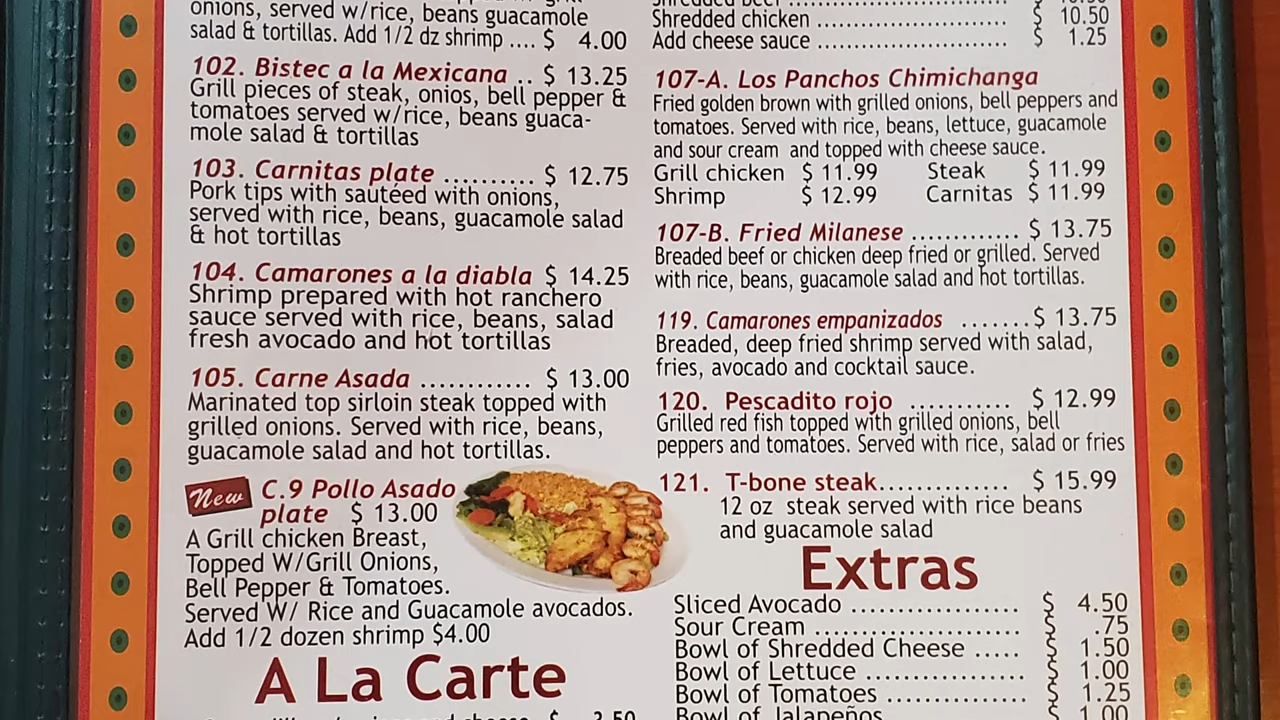 onions, served w/rice, beans guacamole
salad & tortillas. Add 1/2 dz shrimp .... $ 4.00
102. Bistec a la Mexicana .. $ 13.25
Grill pieces of steak, onios, bell pepper &
tomatoes served w/rice, beans guaca-
mole salad & tortillas
103. Carnitas plate .......... $ 12.75
Pork tips with sautéed with onions,
served with rice, beans, guacamole salad
& hot tortillas
104. Camarones a la diabla $ 14.25
Shrimp prepared with hot ranchero
sauce served with rice, beans, salad
fresh avocado and hot tortillas
105. Carne Asada ............ $ 13.00
Marinated top sirloin steak topped with
grilled onions. Served with rice, beans,
guacamole salad and hot tortillas.
New C.9 Pollo Asado
plate $ 13.00
A Grill chicken Breast,
Topped W/Grill Onions,
Bell Pepper & Tomatoes.
Served W/ Rice and Guacamole avocados.
Add 1/2 dozen shrimp $4.00
A La Carte
Shredded beef
Shredded chicken ........................... $ 10.50
Add cheese sauce .......................... $ 1.25
107-A. Los Panchos Chimichanga
Fried golden brown with grilled onions, bell peppers and
tomatoes. Served with rice, beans, lettuce, guacamole
and sour cream and topped with cheese sauce.
Grill chicken $ 11.99 Steak $ 11.99
Shrimp $ 12.99 Carnitas $ 11.99
107-B. Fried Milanese ............. $ 13.75
Breaded beef or chicken deep fried or grilled. Served
with rice, beans, guacamole salad and hot tortillas.
119. Camarones empanizados .......$ 13.75
Breaded, deep fried shrimp served with salad,
fries, avocado and cocktail sauce.
120. Pescadito rojo ........... $ 12.99
Grilled red fish topped with grilled onions, bell
peppers and tomatoes. Served with rice, salad or fries
121. T-bone steak............... $ 15.99
12 oz steak served with rice beans
and guacamole salad
Extras
Sliced Avocado .................. $ 4.50
Sour Cream ...................... $ .75
Bowl of Shredded Cheese ..... $ 1.50
Bowl of Lettuce ................. $ 1.00
Bowl of Tomatoes ............... $ 1.25
Bowl of Jalapeños $ 1.00